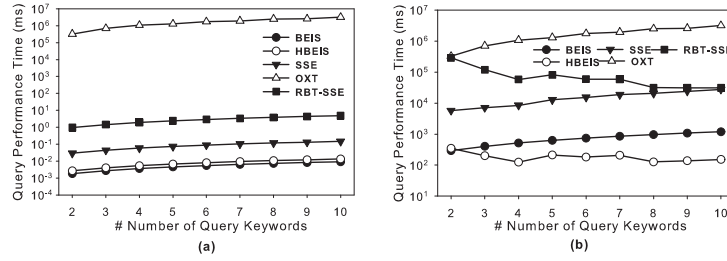 Query Performance Time (ms)
10^7
10^6
10^5
10^4
10^3
10^2
10^1
10^0
10^-1
10^-2
10^-3
10^-4
BEIS
HBEIS
SSE
OXT
RBT-SSE
2 3 4 5 6 7 8 9 10
# Number of Query Keywords
(a)
Query Performance Time (ms)
10^7
10^6
10^5
10^4
10^3
10^2
10^1
BEIS SSE RBT-SSE
HBEIS OXT
2 3 4 5 6 7 8 9 10
# Number of Query Keywords
(b)